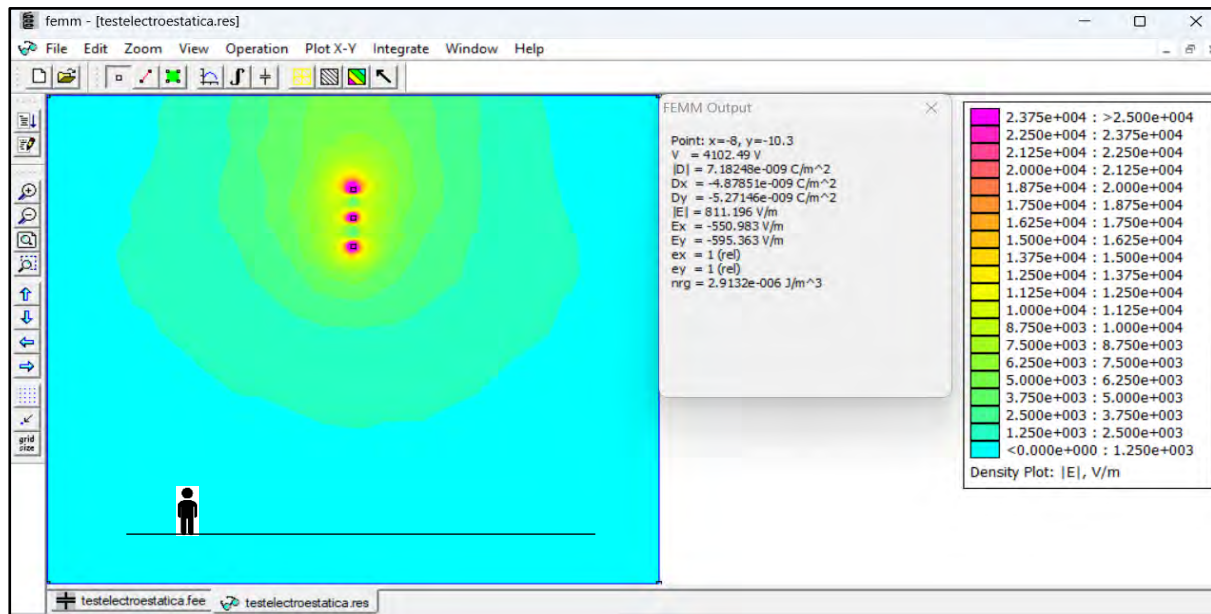 femm - [testelectroestatica.res]
File Edit Zoom View Operation Plot X-Y Integrate Window Help
FEMM Output
Point: x=-8, y=-10.3
V = 4102.49 V
|D| = 7.18248e-009 C/m^2
Dx = -4.87851e-009 C/m^2
Dy = -5.27146e-009 C/m^2
|E| = 811.196 V/m
Ex = -550.983 V/m
Ey = -595.363 V/m
ex = 1 (rel)
ey = 1 (rel)
nrg = 2.9132e-006 J/m^3
2.375e+004 : >2.500e+004
2.250e+004 : 2.375e+004
2.125e+004 : 2.250e+004
2.000e+004 : 2.125e+004
1.875e+004 : 2.000e+004
1.750e+004 : 1.875e+004
1.625e+004 : 1.750e+004
1.500e+004 : 1.625e+004
1.375e+004 : 1.500e+004
1.250e+004 : 1.375e+004
1.125e+004 : 1.250e+004
1.000e+004 : 1.125e+004
8.750e+003 : 1.000e+004
7.500e+003 : 8.750e+003
6.250e+003 : 7.500e+003
5.000e+003 : 6.250e+003
3.750e+003 : 5.000e+003
2.500e+003 : 3.750e+003
1.250e+003 : 2.500e+003
<0.000e+000 : 1.250e+003
Density Plot: |E|, V/m
grid
size
testelectroestatica.fee testelectroestatica.res